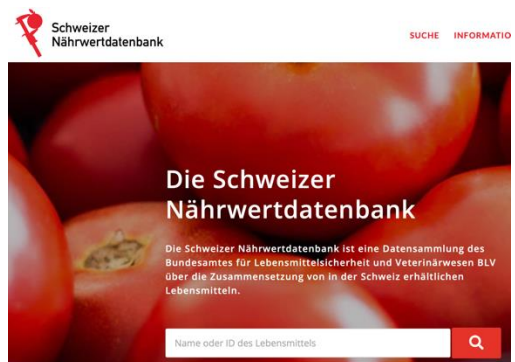 Schweizer
Nährwertdatenbank
SUCHE INFORMATIO
Die Schweizer
Nährwertdatenbank
Die Schweizer Nährwertdatenbank ist eine Datensammlung des
Bundesamtes für Lebensmittelsicherheit und Veterinärwesen BLV
über die Zusammensetzung von in der Schweiz erhältlichen
Lebensmitteln.
Name oder ID des Lebensmittels